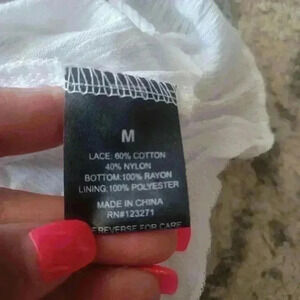 M
LACE: 60% COTTON
40% NYLON
BOTTOM:100% RAYON
LINING:100% POLYESTER
MADE IN CHINA
RN#123271
REVERSE FOR CARE